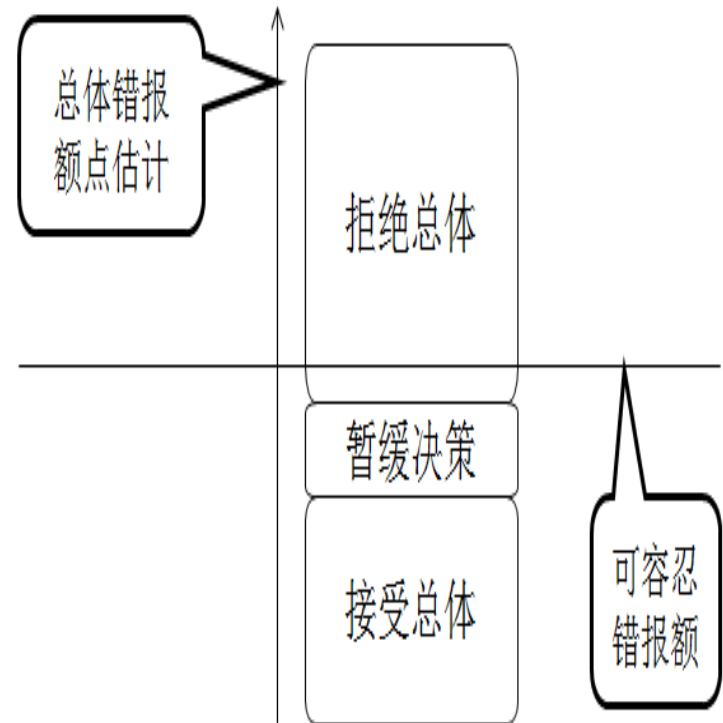 总体错报
额点估计
拒绝总体
暂缓决策
接受总体
可容忍
错报额